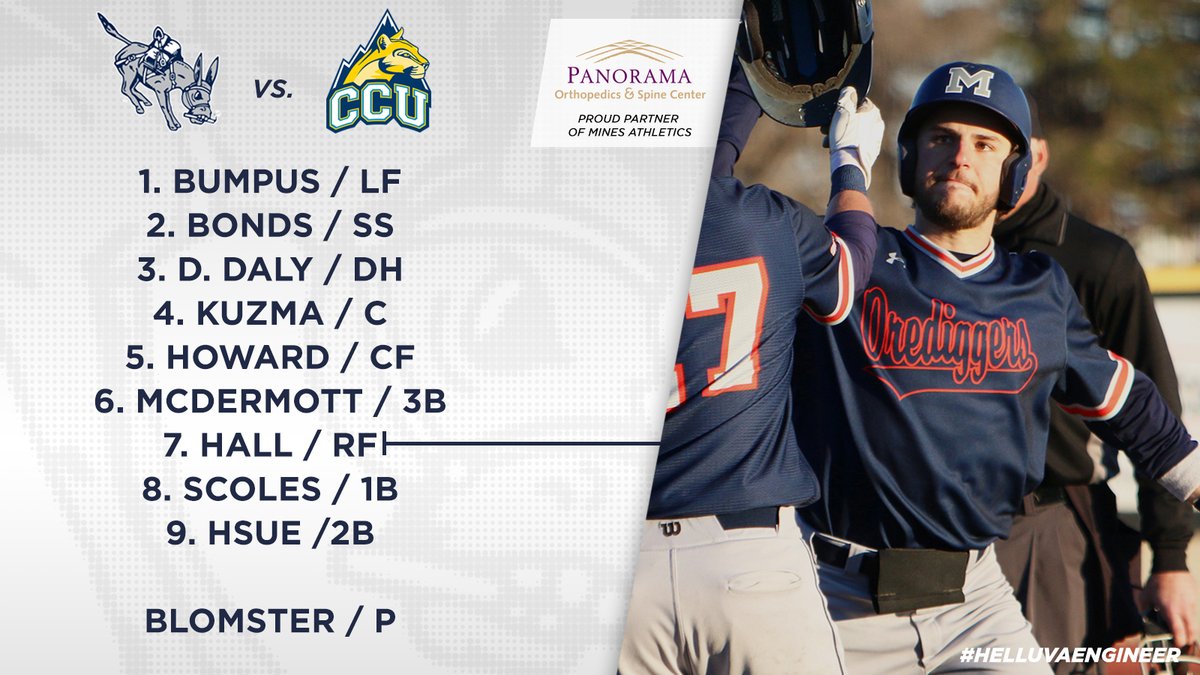 VS.
CCU
PANORAMA
Orthopedics & Spine Center
PROUD PARTNER
OF MINES ATHLETICS
1. BUMPUS / LF
2. BONDS / SS
3. D. DALY / DH
4. KUZMA / C
5. HOWARD / CF
6. MCDERMOTT / 3B
7. HALL / RF
8. SCOLES / 1B
9. HSUE /2B
BLOMSTER / P
M
Orediggers
7
W
#HELLUVAENGINEER